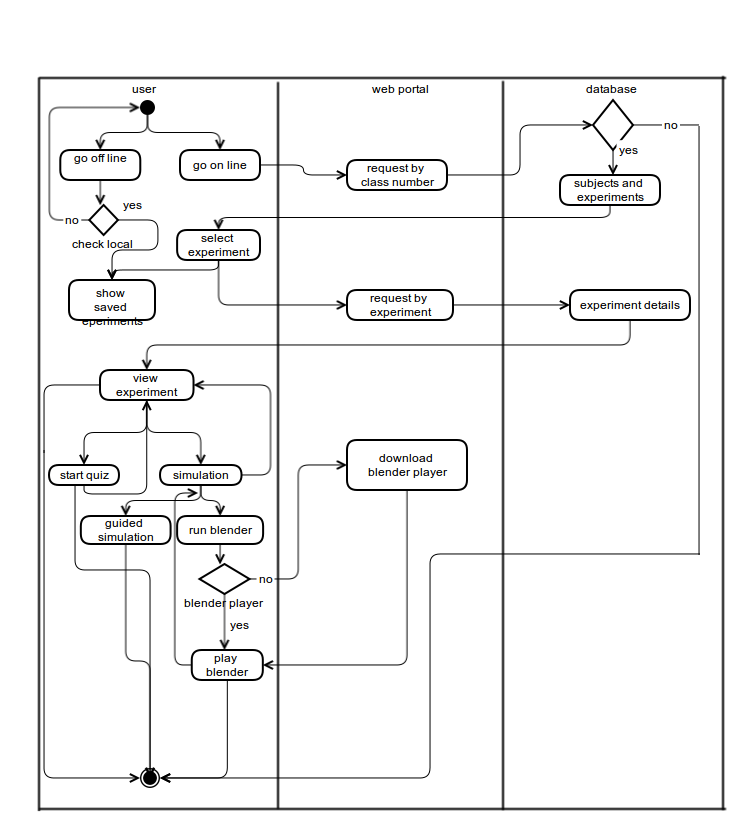 user
web portal
database
no
yes
go off line
go on line
request by
class number
subjects and
experiments
yes
no
check local
select
experiment
show
saved
eperiments
request by
experiment
experiment details
view
experiment
start quiz
simulation
download
blender player
guided
simulation
run blender
no
blender player
yes
play
blender